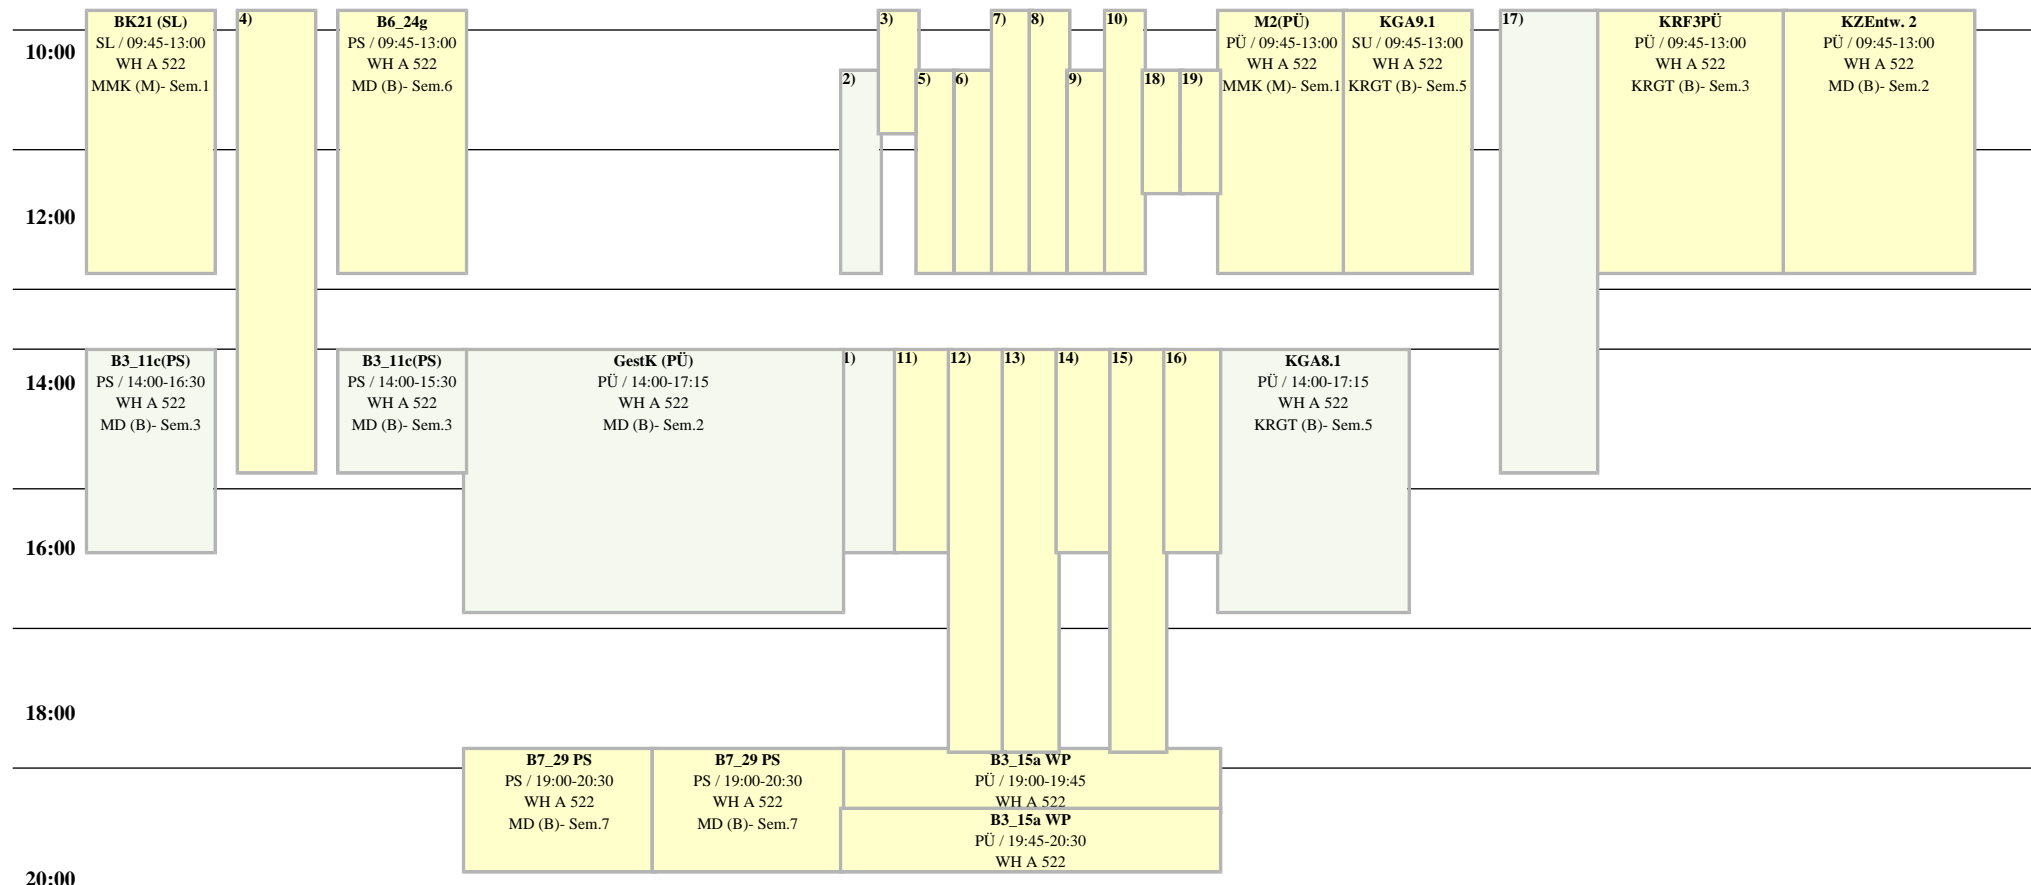 BK21 (SL)
SL / 09:45-13:00
WH A 522
MMK (M)- Sem.1
4)
B6_24g
PS / 09:45-13:00
WH A 522
MD (B)- Sem.6
2)
3)
5)
6)
7)
8)
9)
10)
18)
19)
M2(PÜ)
PÜ / 09:45-13:00
WH A 522
MMK (M)- Sem.1
KGA9.1
SU / 09:45-13:00
WH A 522
KRGT (B)- Sem.5
17)
KRF3PÜ
PÜ / 09:45-13:00
WH A 522
KRGT (B)- Sem.3
KZEntw. 2
PÜ / 09:45-13:00
WH A 522
MD (B)- Sem.2
10:00
12:00
B3_11c(PS)
PS / 14:00-16:30
WH A 522
MD (B)- Sem.3
B3_11c(PS)
PS / 14:00-15:30
WH A 522
MD (B)- Sem.3
GestK (PÜ)
PÜ / 14:00-17:15
WH A 522
MD (B)- Sem.2
1)
11)
12)
13)
14)
15)
16)
KGA8.1
PÜ / 14:00-17:15
WH A 522
KRGT (B)- Sem.5
14:00
16:00
18:00
B7_29 PS
PS / 19:00-20:30
WH A 522
MD (B)- Sem.7
B7_29 PS
PS / 19:00-20:30
WH A 522
MD (B)- Sem.7
B3_15a WP
PÜ / 19:00-19:45
WH A 522
B3_15a WP
PÜ / 19:45-20:30
WH A 522
20:00